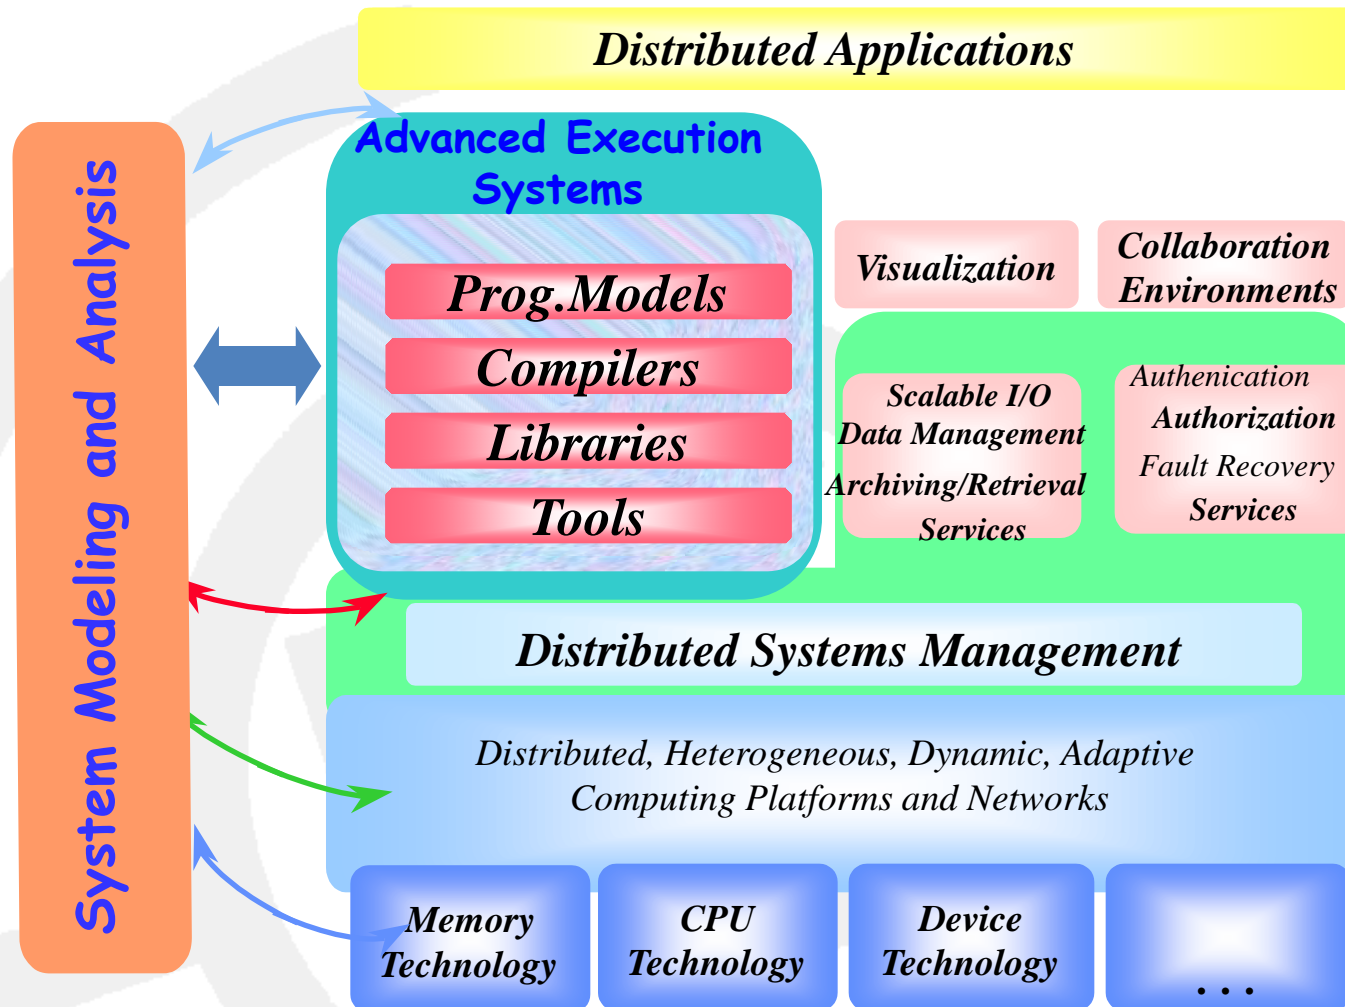 Distributed Applications
System Modeling and Analysis
Advanced Execution
Systems
Prog.Models
Compilers
Libraries
Tools
Visualization
Collaboration
Environments
Scalable I/O
Data Management
Archiving/Retrieval
Services
Authenication
Authorization
Fault Recovery
Services
Distributed Systems Management
Distributed, Heterogeneous, Dynamic, Adaptive
Computing Platforms and Networks
Memory
Technology
CPU
Technology
Device
Technology
. . .